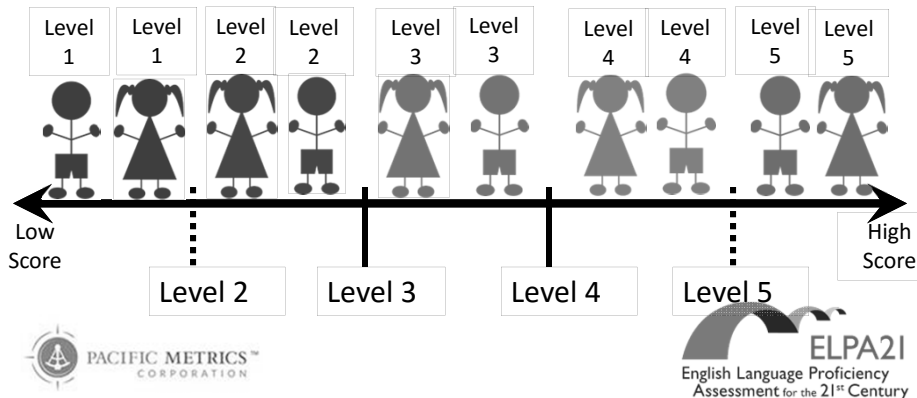 Level
1
Level
1
Level
2
Level
2
Level
3
Level
3
Level
4
Level
4
Level
5
Level
5
Low
Score
High
Score
Level 2
Level 3
Level 4
Level 5
PACIFIC METRICS™
CORPORATION
ELPA21
English Language Proficiency
Assessment for the 21st Century